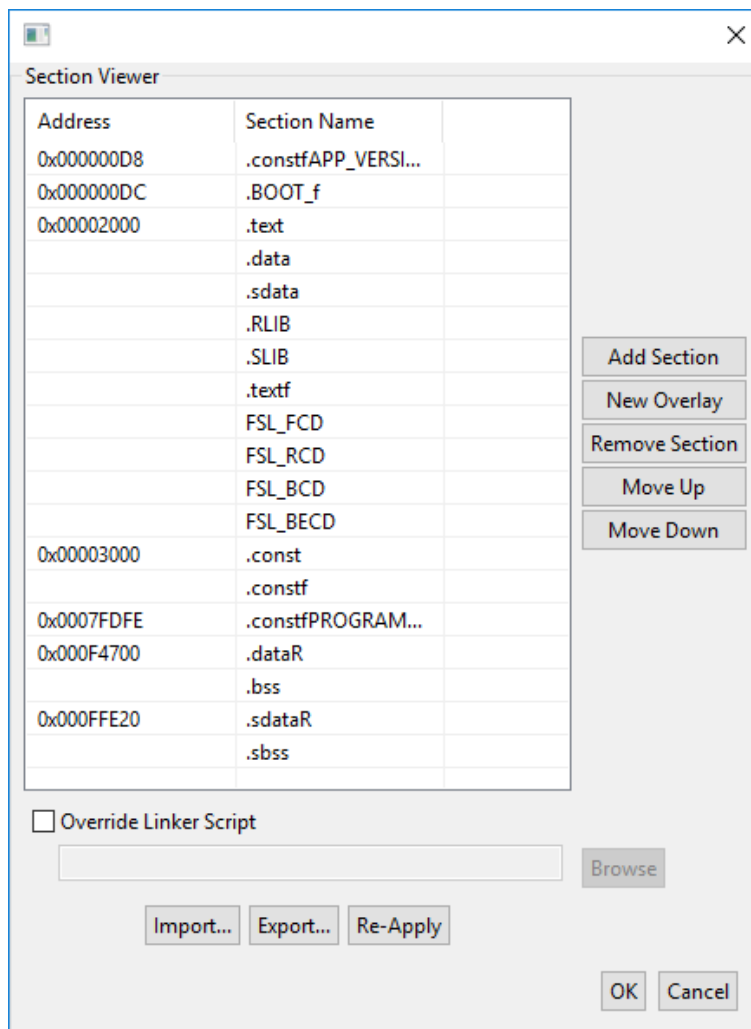 Section Viewer
Address Section Name
0x000000D8 .constfAPP_VERSI...
0x000000DC .BOOT_f
0x00002000 .text
.data
.sdata
.RLIB
.SLIB
.textf
FSL_FCD
FSL_RCD
FSL_BCD
FSL_BECD
0x00003000 .const
.constf
0x0007FDFE .constfPROGRAM...
0x000F4700 .dataR
.bss
0x000FFE20 .sdataR
.sbss
Add Section
New Overlay
Remove Section
Move Up
Move Down
Override Linker Script
Browse
Import... Export... Re-Apply
OK Cancel